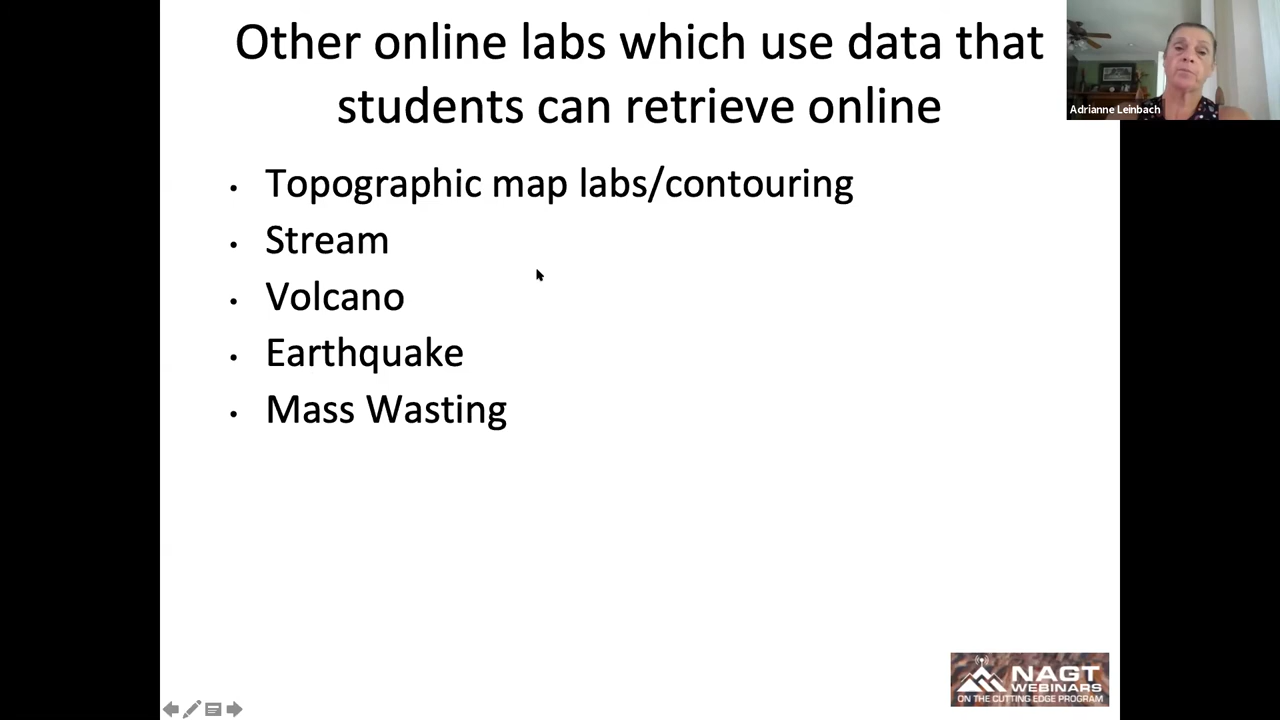 Other online labs which use data that
students can retrieve online
Adrianne Leinbach
• Topographic map labs/contouring
• Stream
• Volcano
• Earthquake
• Mass Wasting
NAGT
WEBINARS
ON THE CUTTING EDGE PROGRAM